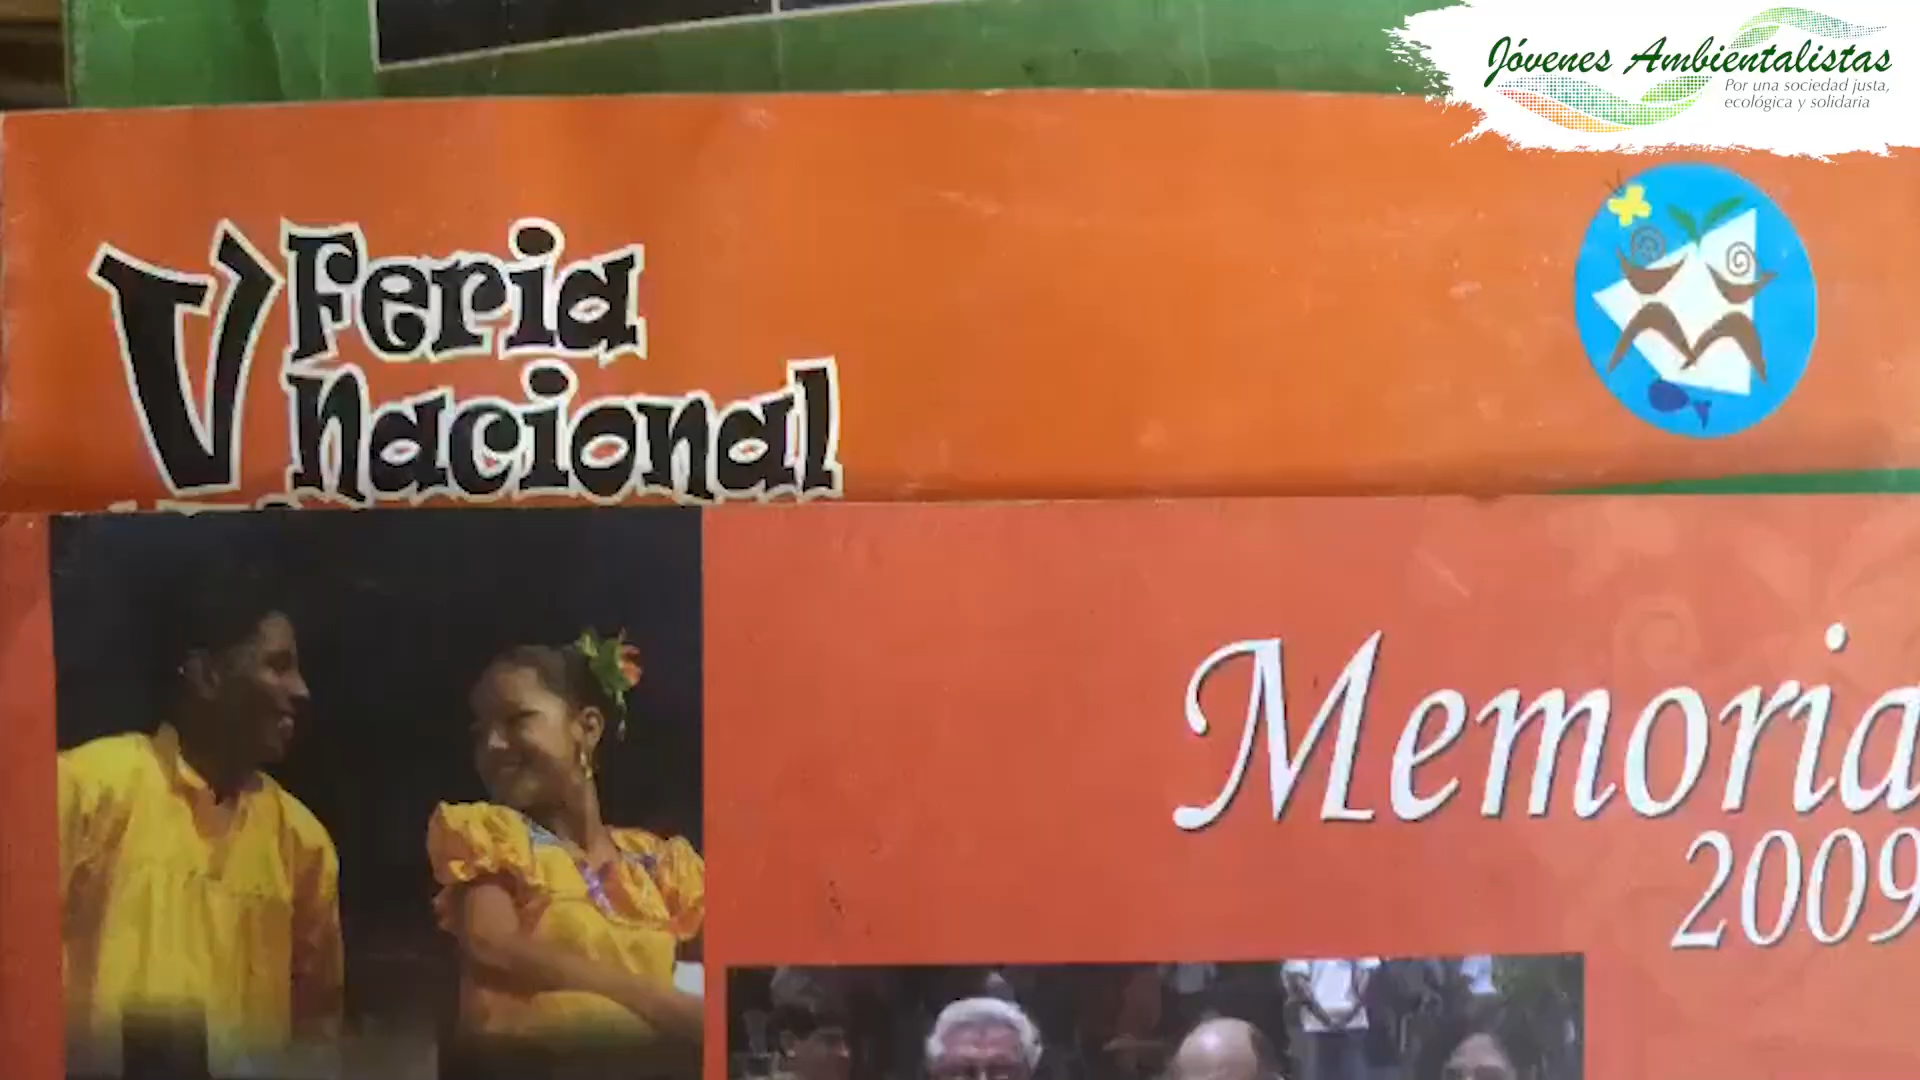 Jóvenes Ambientalistas
Por una sociedad justa,
ecológica y solidaria
V Feria
Nacional
Memoria
2009